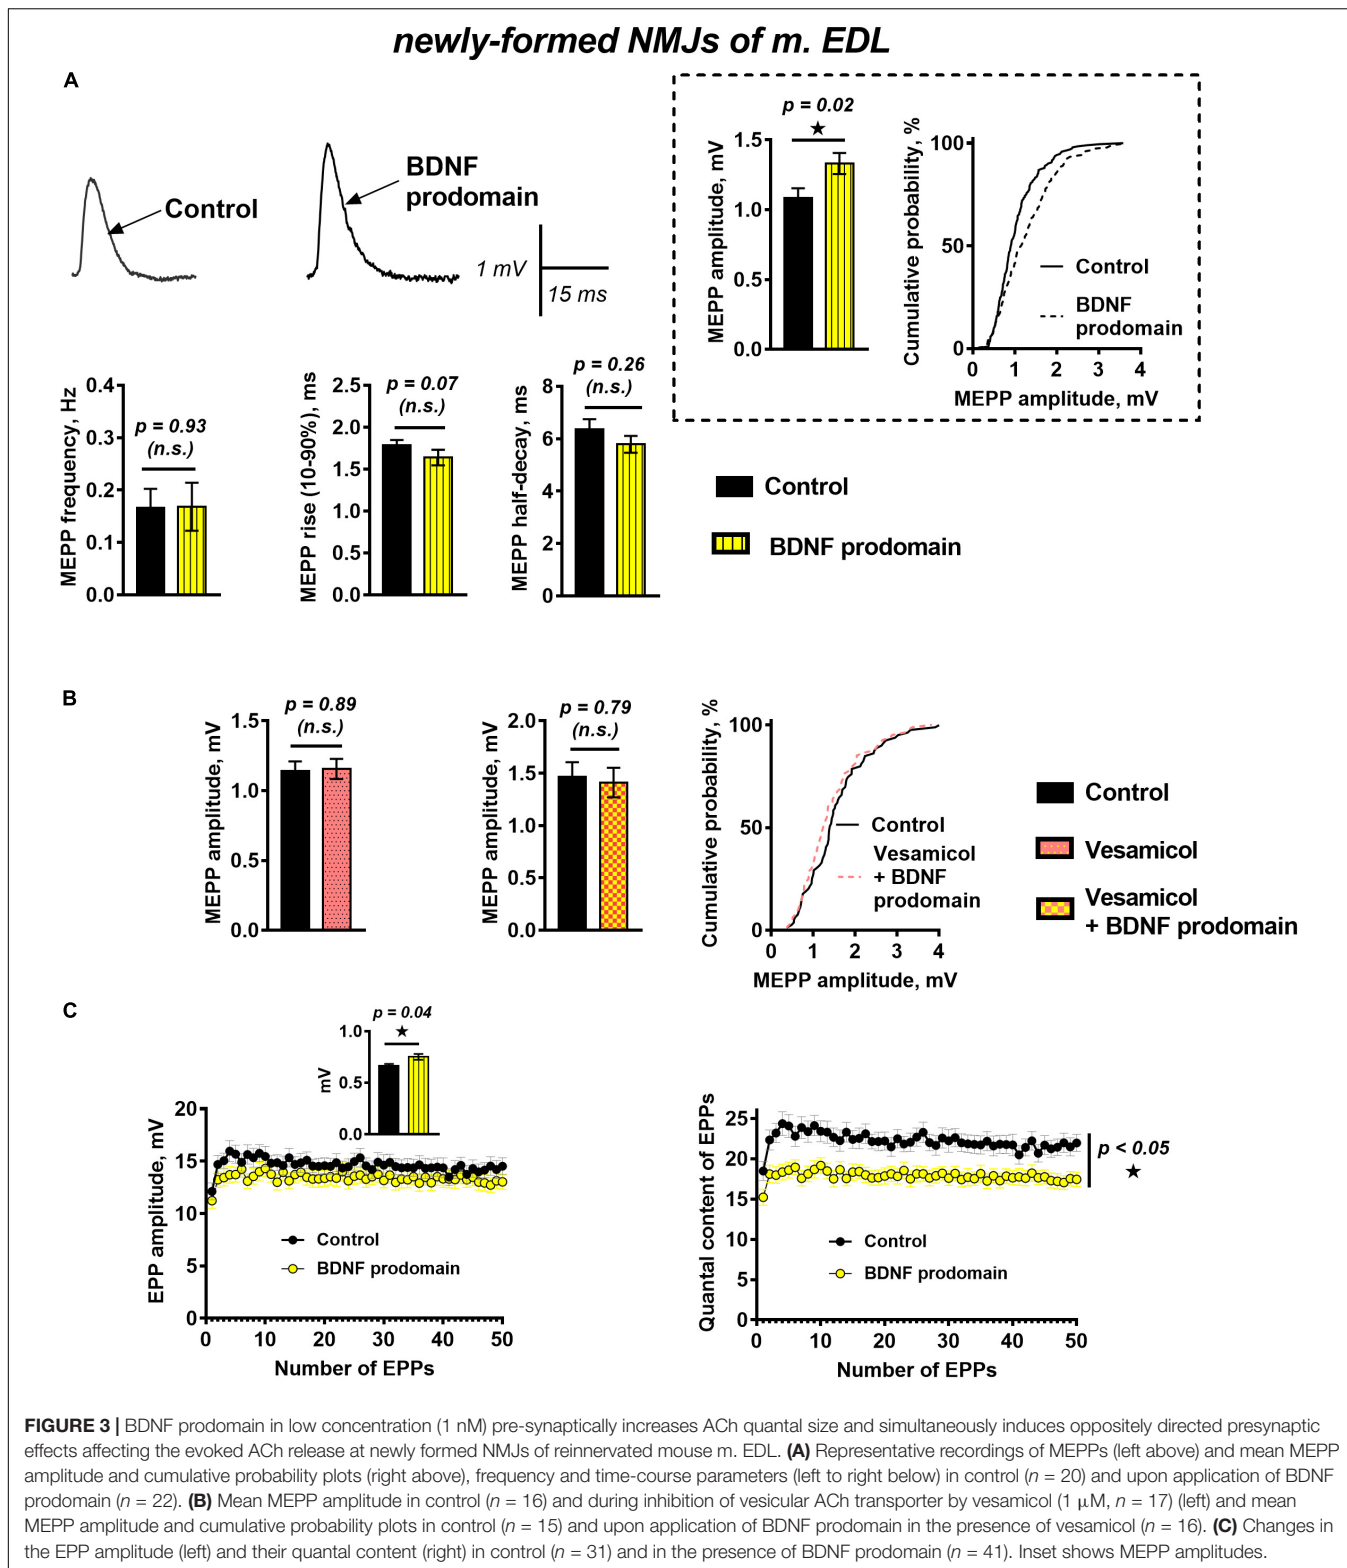 newly-formed NMJs of m. EDL
A
Control
BDNF
prodomain
1 mV
15 ms
p = 0.02
★
MEPP amplitude, mV
1.5
1.0
0.5
0.0
Cumulative probability, %
100
50
0
Control
BDNF
prodomain
0 1 2 3 4
MEPP amplitude, mV
MEPP frequency, Hz
0.4
0.3
0.2
0.1
0.0
p = 0.93
(n.s.)
MEPP rise (10-90%), ms
2.5
2.0
1.5
1.0
0.5
0.0
p = 0.07
(n.s.)
MEPP half-decay, ms
8
6
4
2
0
p = 0.26
(n.s.)
Control
BDNF prodomain
B
MEPP amplitude, mV
1.5
1.0
0.5
0.0
p = 0.89
(n.s.)
MEPP amplitude, mV
2.0
1.5
1.0
0.5
0.0
p = 0.79
(n.s.)
Cumulative probability, %
100
50
0
Control
Vesamicol
+ BDNF
prodomain
0 1 2 3 4
MEPP amplitude, mV
Control
Vesamicol
Vesamicol
+ BDNF prodomain
C
p = 0.04
★
mV
1.0
0.5
0.0
EPP amplitude, mV
20
15
10
5
0
Control
BDNF prodomain
0 10 20 30 40 50
Number of EPPs
Quantal content of EPPs
25
20
15
10
5
0
p < 0.05
★
Control
BDNF prodomain
0 10 20 30 40 50
Number of EPPs
FIGURE 3 | BDNF prodomain in low concentration (1 nM) pre-synaptically increases ACh quantal size and simultaneously induces oppositely directed presynaptic
effects affecting the evoked ACh release at newly formed NMJs of reinnervated mouse m. EDL. (A) Representative recordings of MEPPs (left above) and mean MEPP
amplitude and cumulative probability plots (right above), frequency and time-course parameters (left to right below) in control (n = 20) and upon application of BDNF
prodomain (n = 22). (B) Mean MEPP amplitude in control (n = 16) and during inhibition of vesicular ACh transporter by vesamicol (1 μM, n = 17) (left) and mean
MEPP amplitude and cumulative probability plots in control (n = 15) and upon application of BDNF prodomain in the presence of vesamicol (n = 16). (C) Changes in
the EPP amplitude (left) and their quantal content (right) in control (n = 31) and in the presence of BDNF prodomain (n = 41). Inset shows MEPP amplitudes.